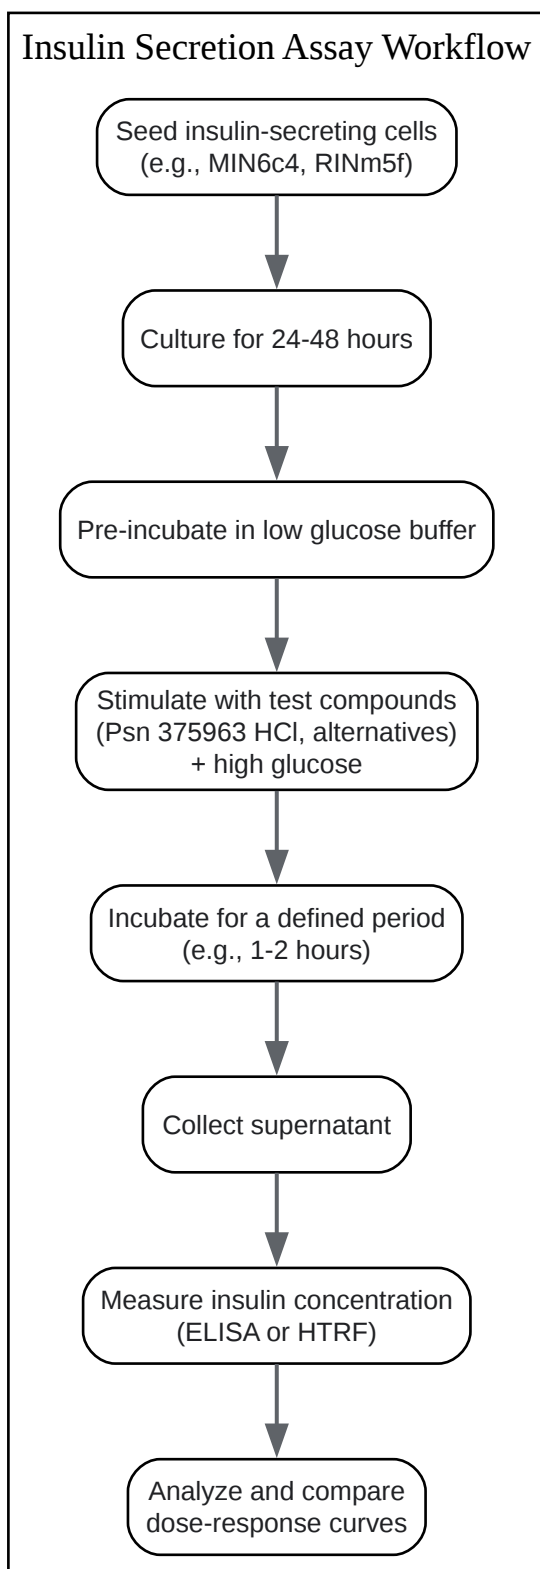 Insulin Secretion Assay Workflow
Seed insulin-secreting cells
(e.g., MIN6c4, RINm5f)
Culture for 24-48 hours
Pre-incubate in low glucose buffer
Stimulate with test compounds
(Psn 375963 HCl, alternatives)
+ high glucose
Incubate for a defined period
(e.g., 1-2 hours)
Collect supernatant
Measure insulin concentration
(ELISA or HTRF)
Analyze and compare
dose-response curves